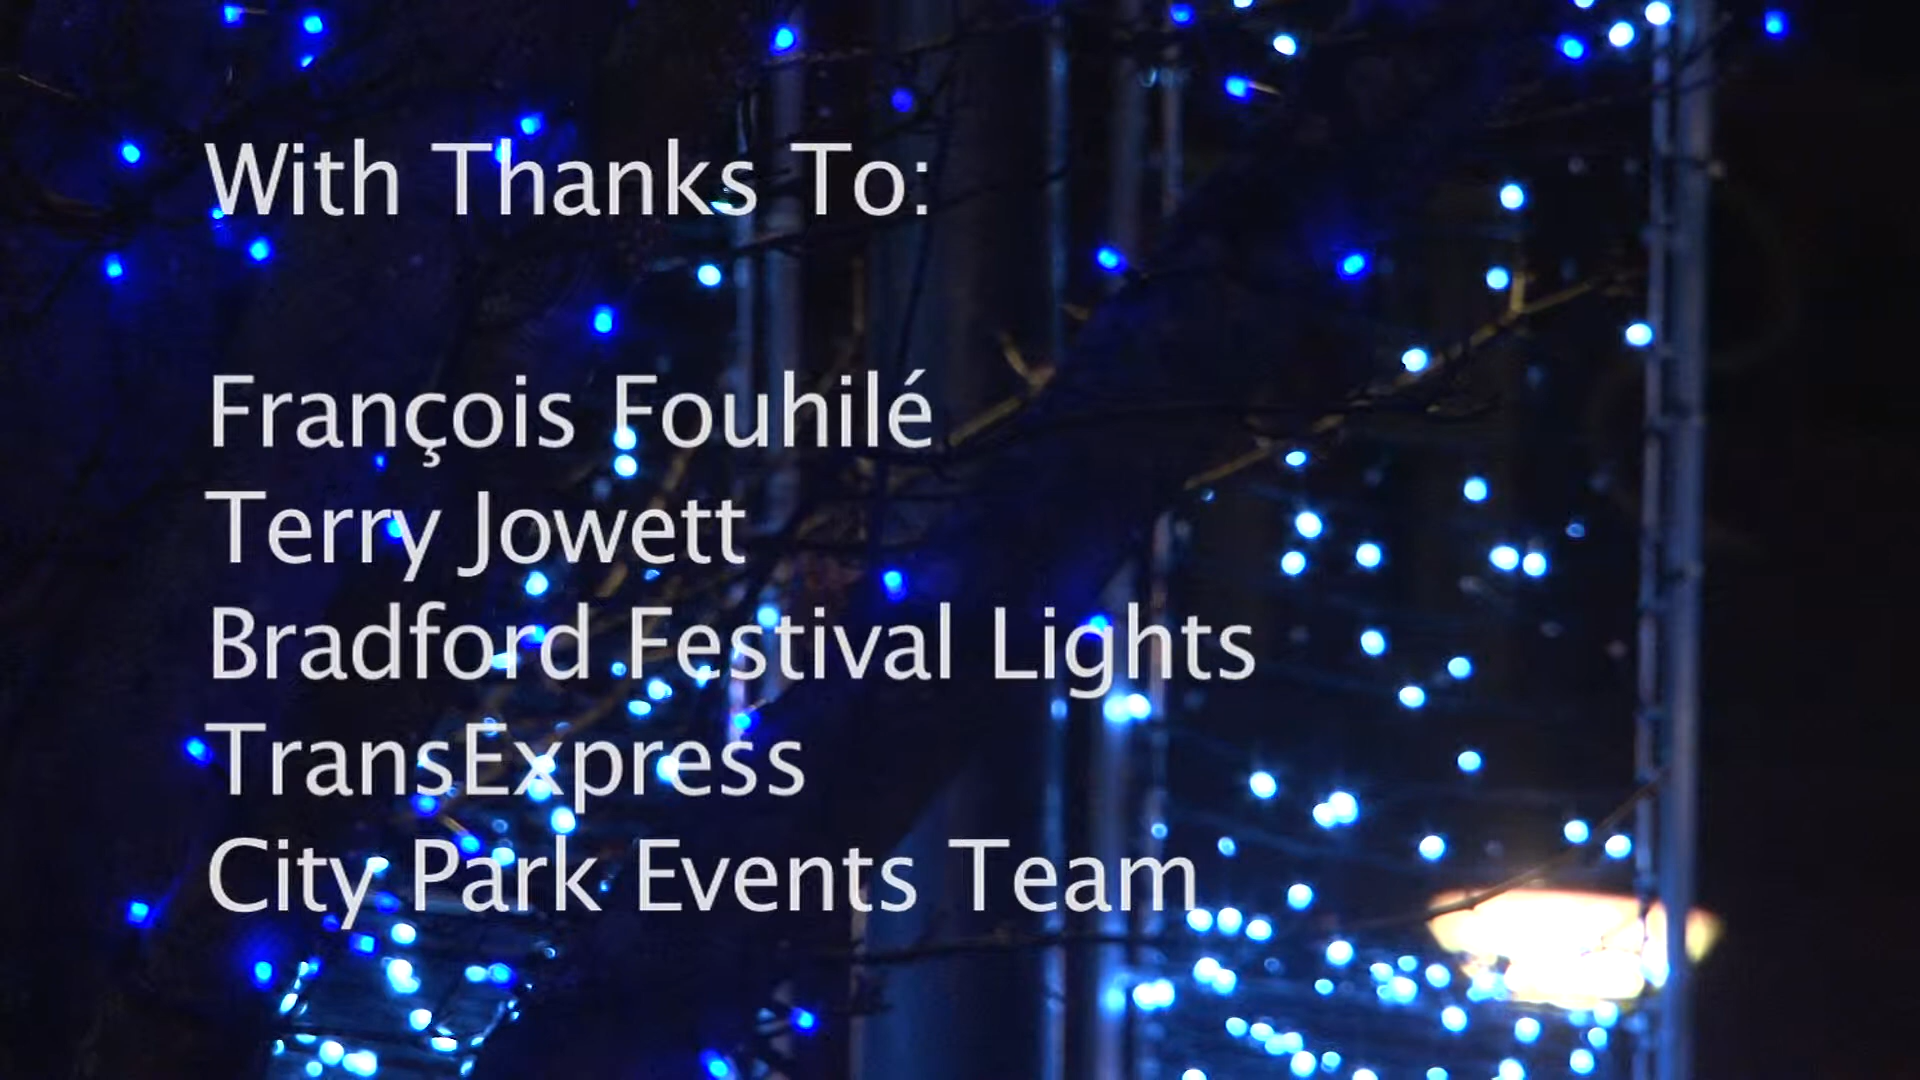 With Thanks To:
François Fouhilé
Terry Jowett
Bradford Festival Lights
TransExpress
City Park Events Team